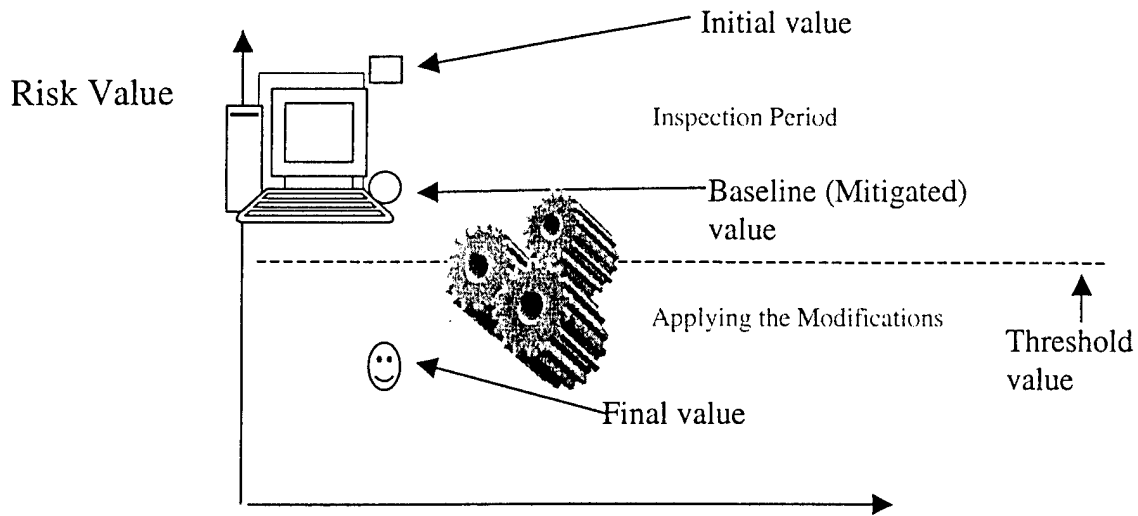 Initial value
Risk Value
Inspection Period
Baseline (Mitigated)
value
Applying the Modifications
Threshold
value
Final value